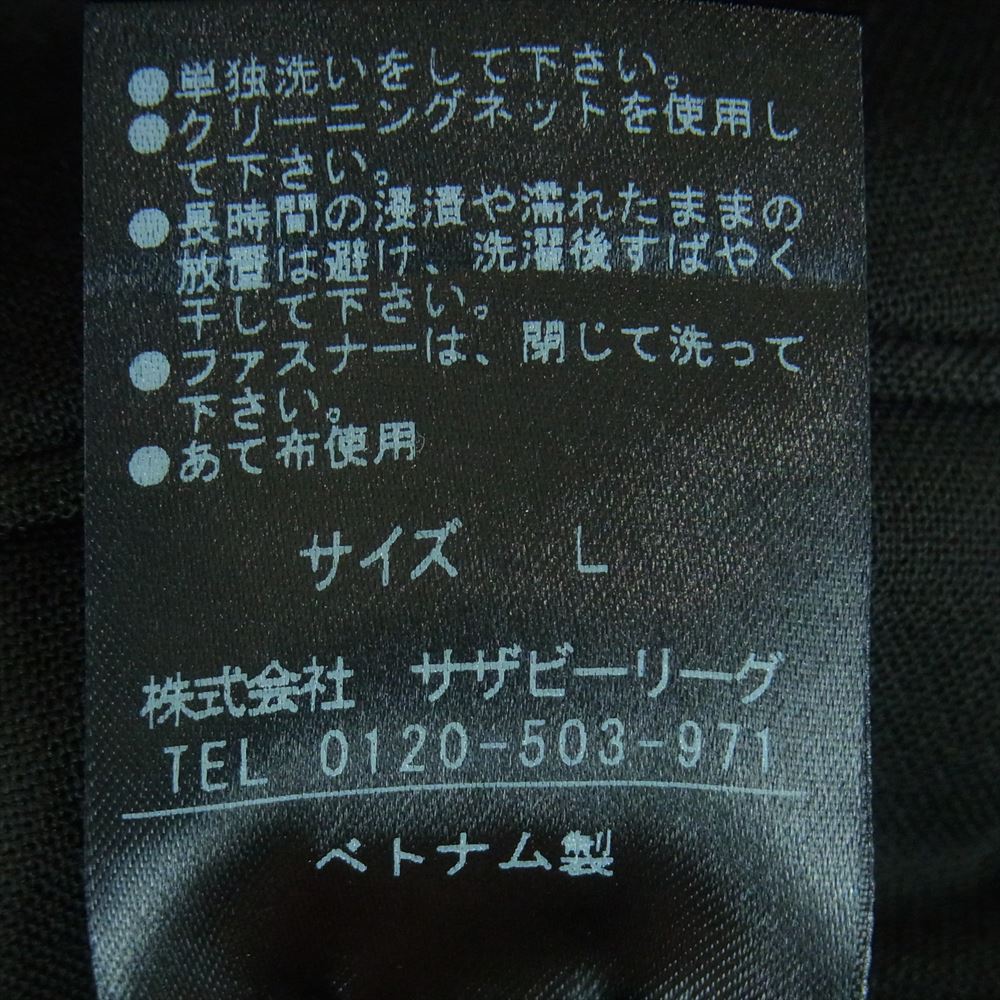 ●単独洗いをして下さい。
●クリーニングネットを使用し
て下さい。
●長時間の浸漬や濡れたままの
放置は避け、洗濯後すばやく
干して下さい。
●ファスナーは、閉じて洗って
下さい。
●あて布使用
サイズ L
株式会社 サザビーリーグ
TEL 0120-503-971
ベトナム製